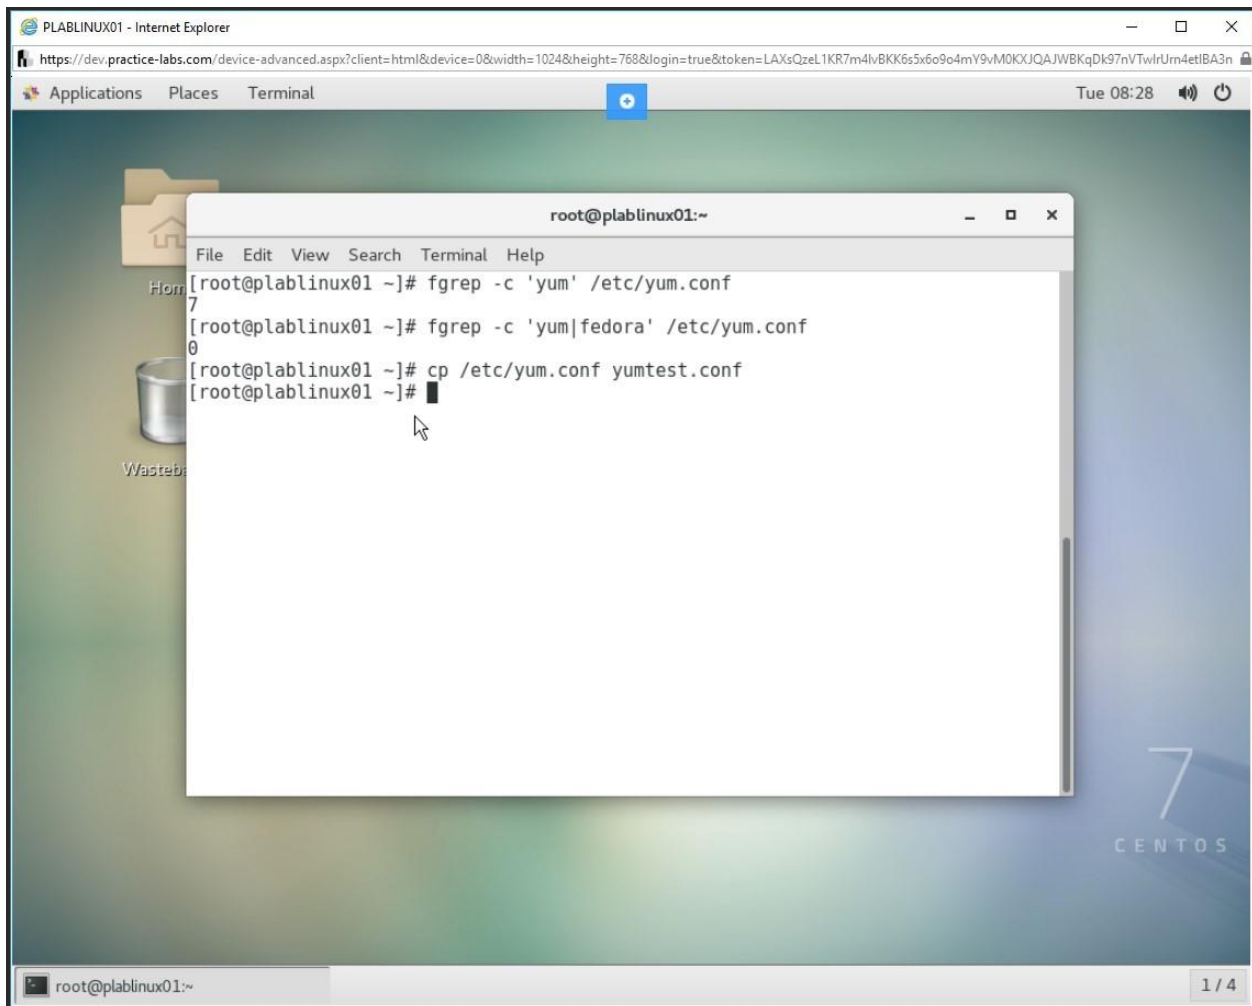 PLABLINUX01 - Internet Explorer
https://dev.practice-labs.com/device-advanced.aspx?client=html&device=0&width=1024&height=768&login=true&token=LAXsQzeL1KR7m4lvBKK6s5x6o9o4mY9vM0KXJQAJWBKqDk97nVTwIrUrn4etIBA3n
Applications Places Terminal Tue 08:28
root@plablinux01:~
File Edit View Search Terminal Help
[root@plablinux01 ~]# fgrep -c 'yum' /etc/yum.conf
7
[root@plablinux01 ~]# fgrep -c 'yum|fedora' /etc/yum.conf
0
[root@plablinux01 ~]# cp /etc/yum.conf yumtest.conf
[root@plablinux01 ~]#
Hom
Wasteba
7
CENTOS
root@plablinux01:~ 1 / 4